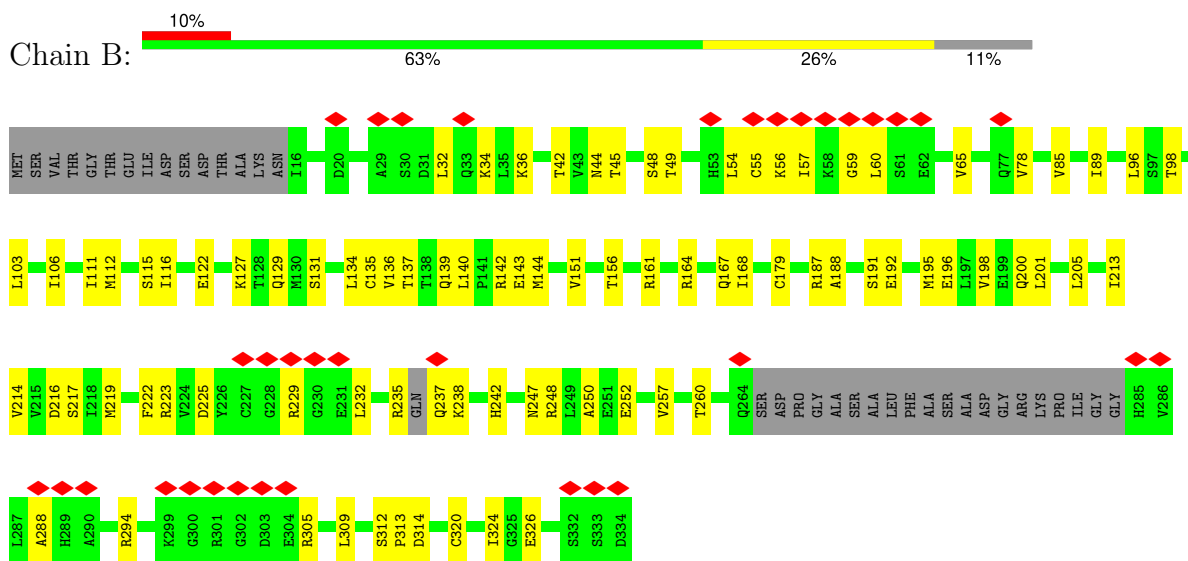 10%
Chain B:
63% 26% 11%
MET SER VAL THR GLY THR GLU ILE ASP SER ASP THR ALA LYS ASN I16 D20 A29 S30 D31 L32 Q33 K34 L35 K36 T42 V43 N44 T45 S48 T49 H53 L54 C55 K56 I57 K58 G59 L60 S61 E62 V65 Q77 V78 V85 I89 L96 S97 T98
L103 I106 I111 M112 S115 I116 E122 K127 T128 Q129 M130 S131 L134 C135 V136 T137 T138 Q139 L140 P141 R142 E143 M144 V151 T156 R161 R164 Q167 I168 C179 R187 A188 S191 E192 M195 E196 L197 V198 E199 Q200 L201 L205 I213
V214 V215 D216 S217 I218 M219 F222 R223 V224 D225 Y226 C227 G228 R229 G230 E231 L232 R235 GLN Q237 K238 H242 N247 R248 L249 A250 E251 E252 V257 T260 Q264 SER ASP PRO GLY ALA SER ALA LEU PHE ALA SER ALA ASP GLY ARG LYS PRO ILE GLY GLY H285 V286
L287 A288 H289 A290 R294 K299 G300 R301 G302 D303 E304 R305 L309 S312 P313 D314 C320 I324 G325 E326 S332 S333 D334